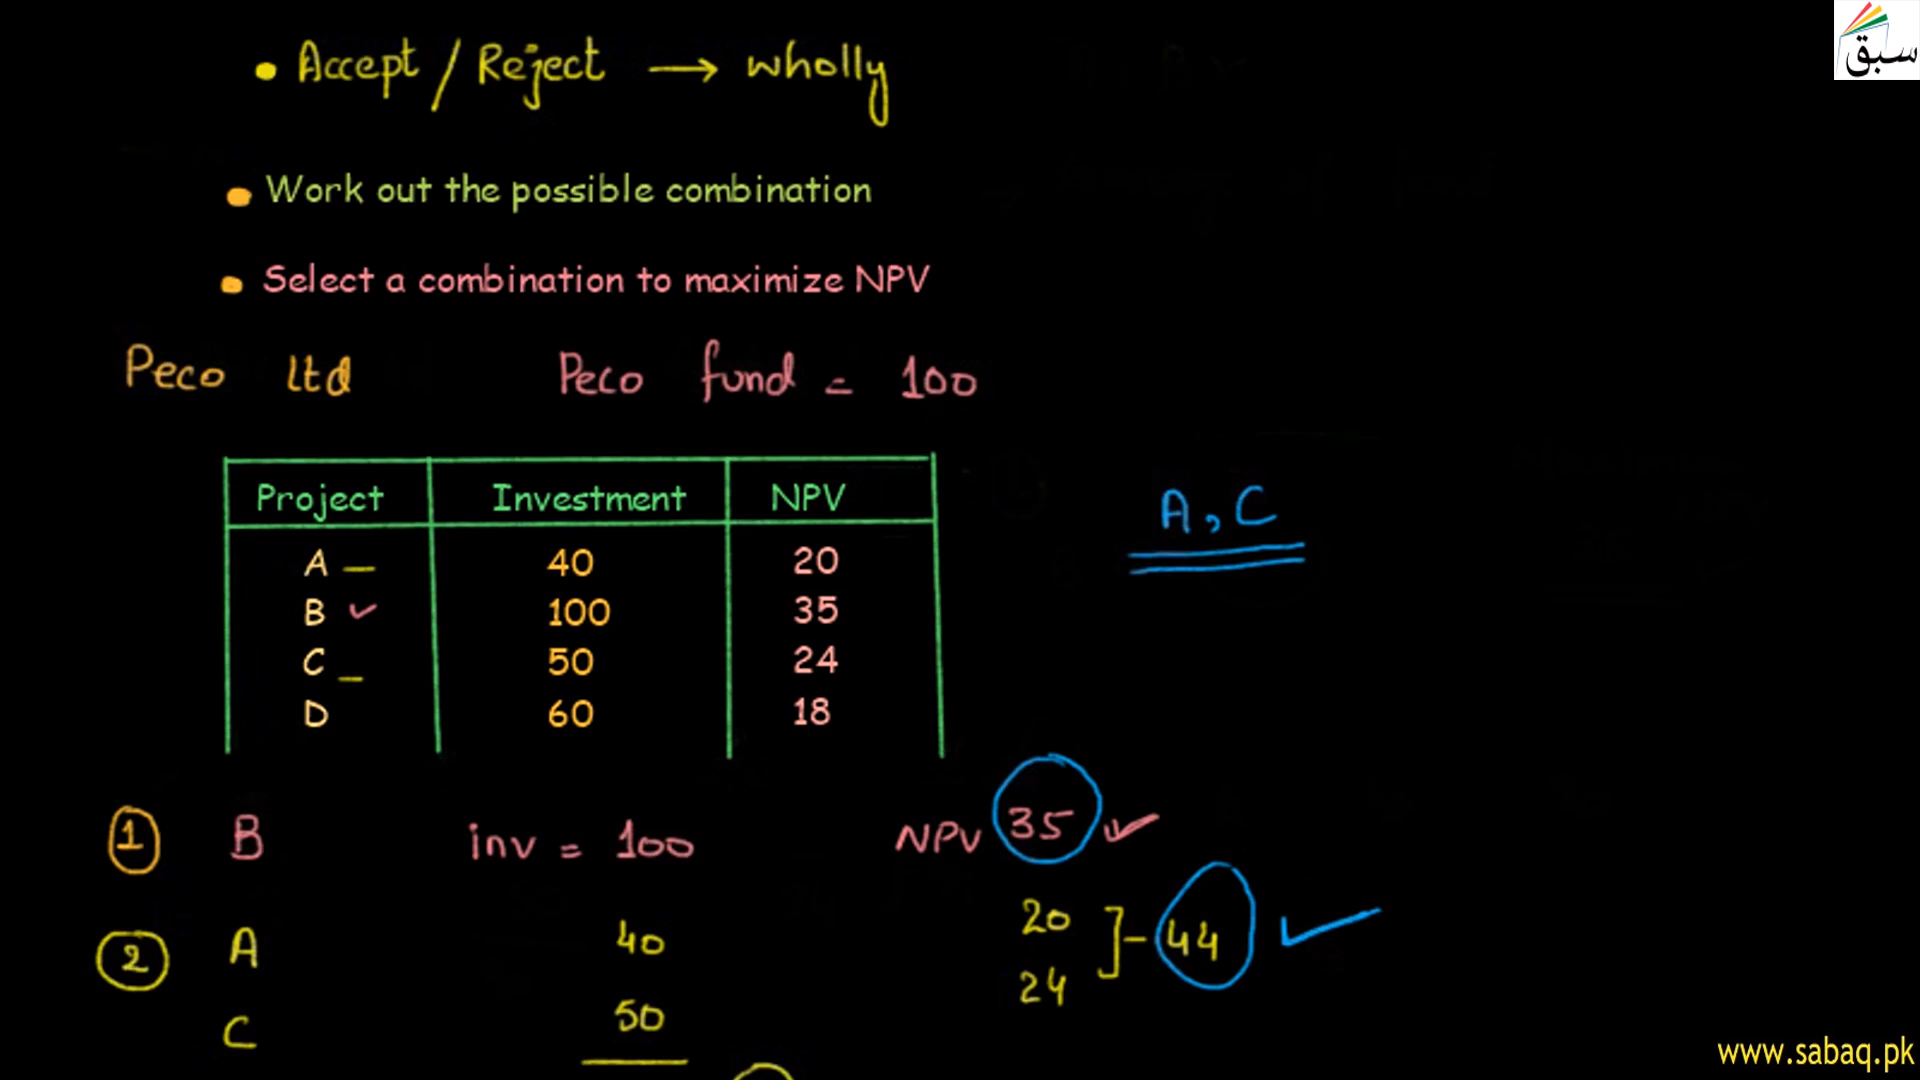 سبق
• Accept / Reject → wholly
• Work out the possible combination
• Select a combination to maximize NPV
Peco Ltd Peco fund = 100
Project Investment NPV
A – 40 20
B ✓ 100 35
C – 50 24
D 60 18
A, C
① B inv = 100 NPV 35 ✓
② A 40 20 ] – 44 ✓
C 50 24
www.sabaq.pk